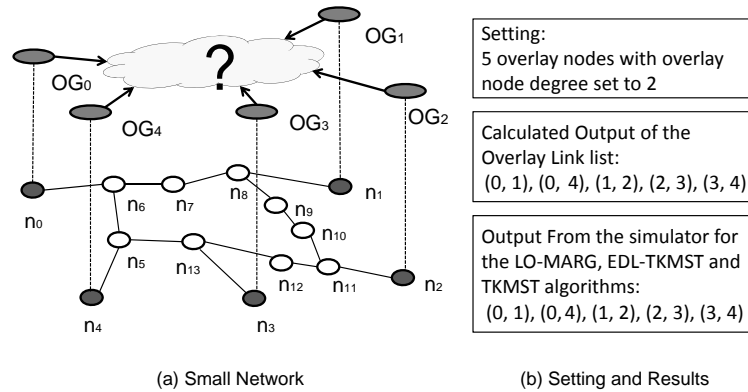 OG1
OG0
?
OG4
OG3
OG2
n0
n6
n7
n8
n1
n9
n10
n5
n13
n12
n11
n2
n4
n3
(a) Small Network
Setting:
5 overlay nodes with overlay
node degree set to 2
Calculated Output of the
Overlay Link list:
(0, 1), (0, 4), (1, 2), (2, 3), (3, 4)
Output From the simulator for
the LO-MARG, EDL-TKMST and
TKMST algorithms:
(0, 1), (0, 4), (1, 2), (2, 3), (3, 4)
(b) Setting and Results